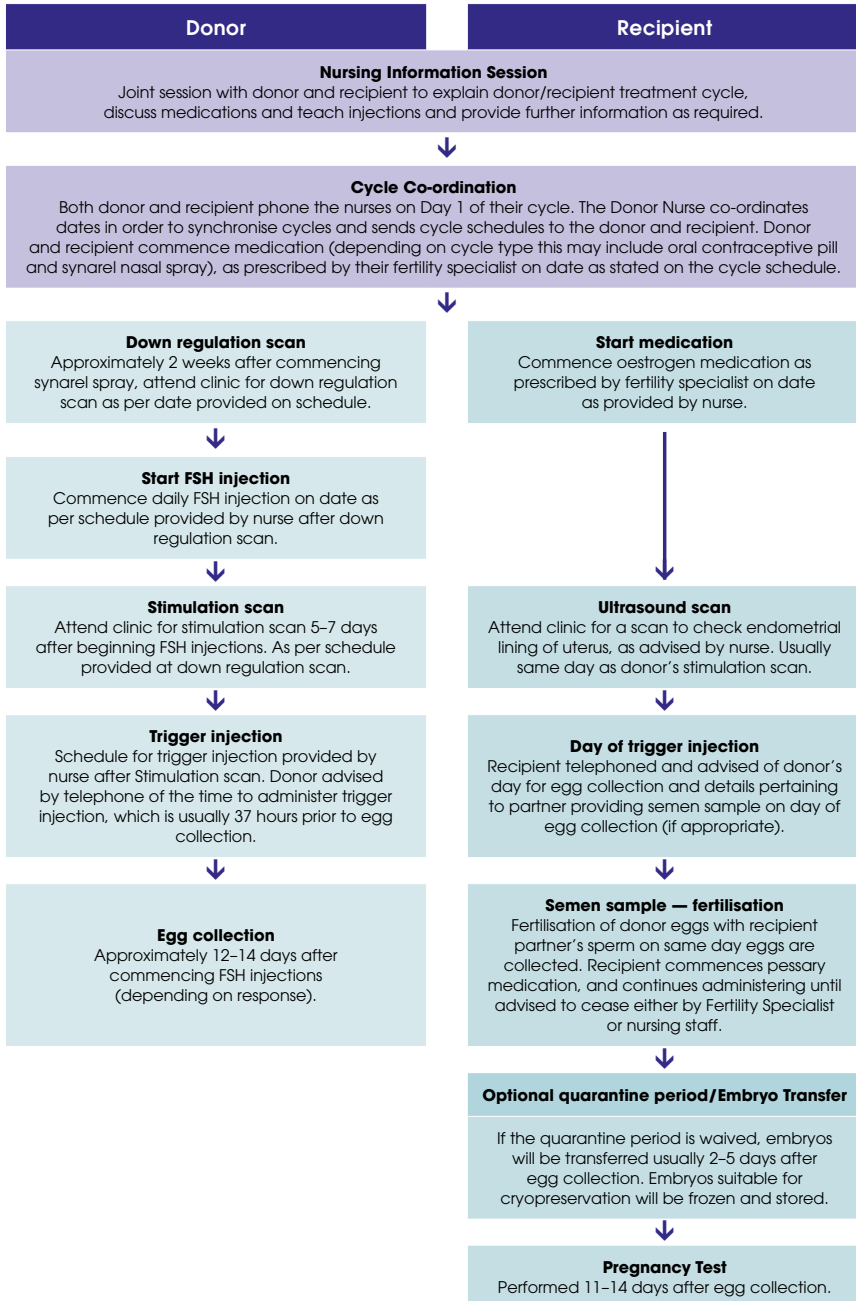 Donor
Recipient
Nursing Information Session
Joint session with donor and recipient to explain donor/recipient treatment cycle,
discuss medications and teach injections and provide further information as required.
Cycle Co-ordination
Both donor and recipient phone the nurses on Day 1 of their cycle. The Donor Nurse co-ordinates
dates in order to synchronise cycles and sends cycle schedules to the donor and recipient. Donor
and recipient commence medication (depending on cycle type this may include oral contraceptive pill
and synarel nasal spray), as prescribed by their fertility specialist on date as stated on the cycle schedule.
Down regulation scan
Approximately 2 weeks after commencing
synarel spray, attend clinic for down regulation
scan as per date provided on schedule.
Start medication
Commence oestrogen medication as
prescribed by fertility specialist on date
as provided by nurse.
Start FSH injection
Commence daily FSH injection on date as
per schedule provided by nurse after down
regulation scan.
Stimulation scan
Attend clinic for stimulation scan 5–7 days
after beginning FSH injections. As per schedule
provided at down regulation scan.
Ultrasound scan
Attend clinic for a scan to check endometrial
lining of uterus, as advised by nurse. Usually
same day as donor's stimulation scan.
Trigger injection
Schedule for trigger injection provided by
nurse after Stimulation scan. Donor advised
by telephone of the time to administer trigger
injection, which is usually 37 hours prior to egg
collection.
Day of trigger injection
Recipient telephoned and advised of donor's
day for egg collection and details pertaining
to partner providing semen sample on day of
egg collection (if appropriate).
Egg collection
Approximately 12–14 days after
commencing FSH injections
(depending on response).
Semen sample — fertilisation
Fertilisation of donor eggs with recipient
partner's sperm on same day eggs are
collected. Recipient commences pessary
medication, and continues administering until
advised to cease either by Fertility Specialist
or nursing staff.
Optional quarantine period/Embryo Transfer
If the quarantine period is waived, embryos
will be transferred usually 2–5 days after
egg collection. Embryos suitable for
cryopreservation will be frozen and stored.
Pregnancy Test
Performed 11–14 days after egg collection.